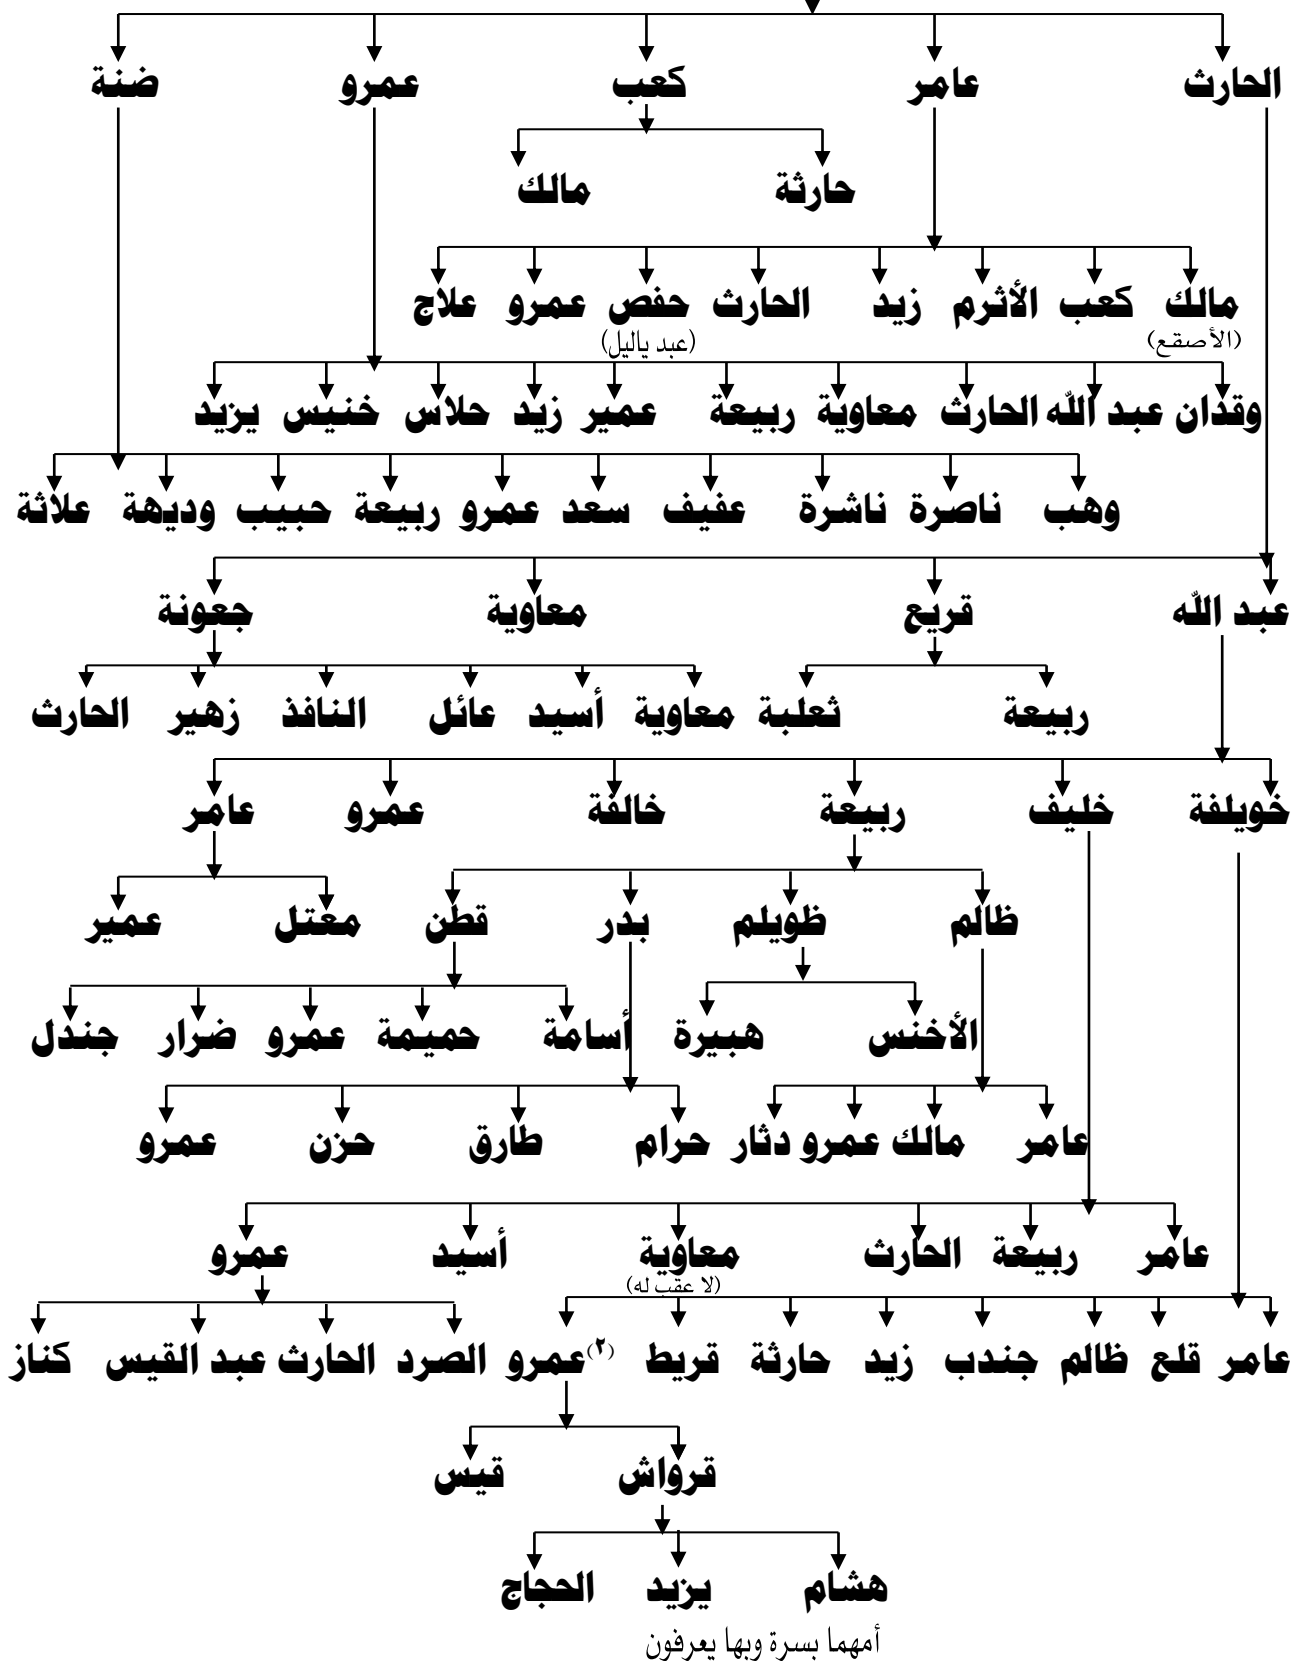 الحارث عامر كعب عمرو ضنة
حارثة مالك
مالك كعب الأثرم زيد الحارث حفص عمرو علاج
(الأصقع) (عبد ياليل)
وقدان عبد الله الحارث معاوية ربيعة عمير زيد حلاس خنيس يزيد
وهب ناصرة ناشرة عفيف سعد عمرو ربيعة حبيب وديهة علاثة
عبد الله قريع معاوية جعونة
ربيعة ثعلبة معاوية أسيد عائل النافذ زهير الحارث
خويلفة خليف ربيعة خالفة عمرو عامر
ظالم ظويلم بدر قطن معتل عمير
الأخنس هبيرة أسامة حميمة عمرو ضرار جندل
عامر مالك عمرو دثار حرام طارق حزن عمرو
عامر ربيعة الحارث معاوية أسيد عمرو
(لا عقب له)
عامر قلع ظالم جندب زيد حارثة قريط عمرو(٢) الصرد الحارث عبد القيس كناز
قرواش قيس
هشام يزيد الحجاج
أمهما بسرة وبها يعرفون